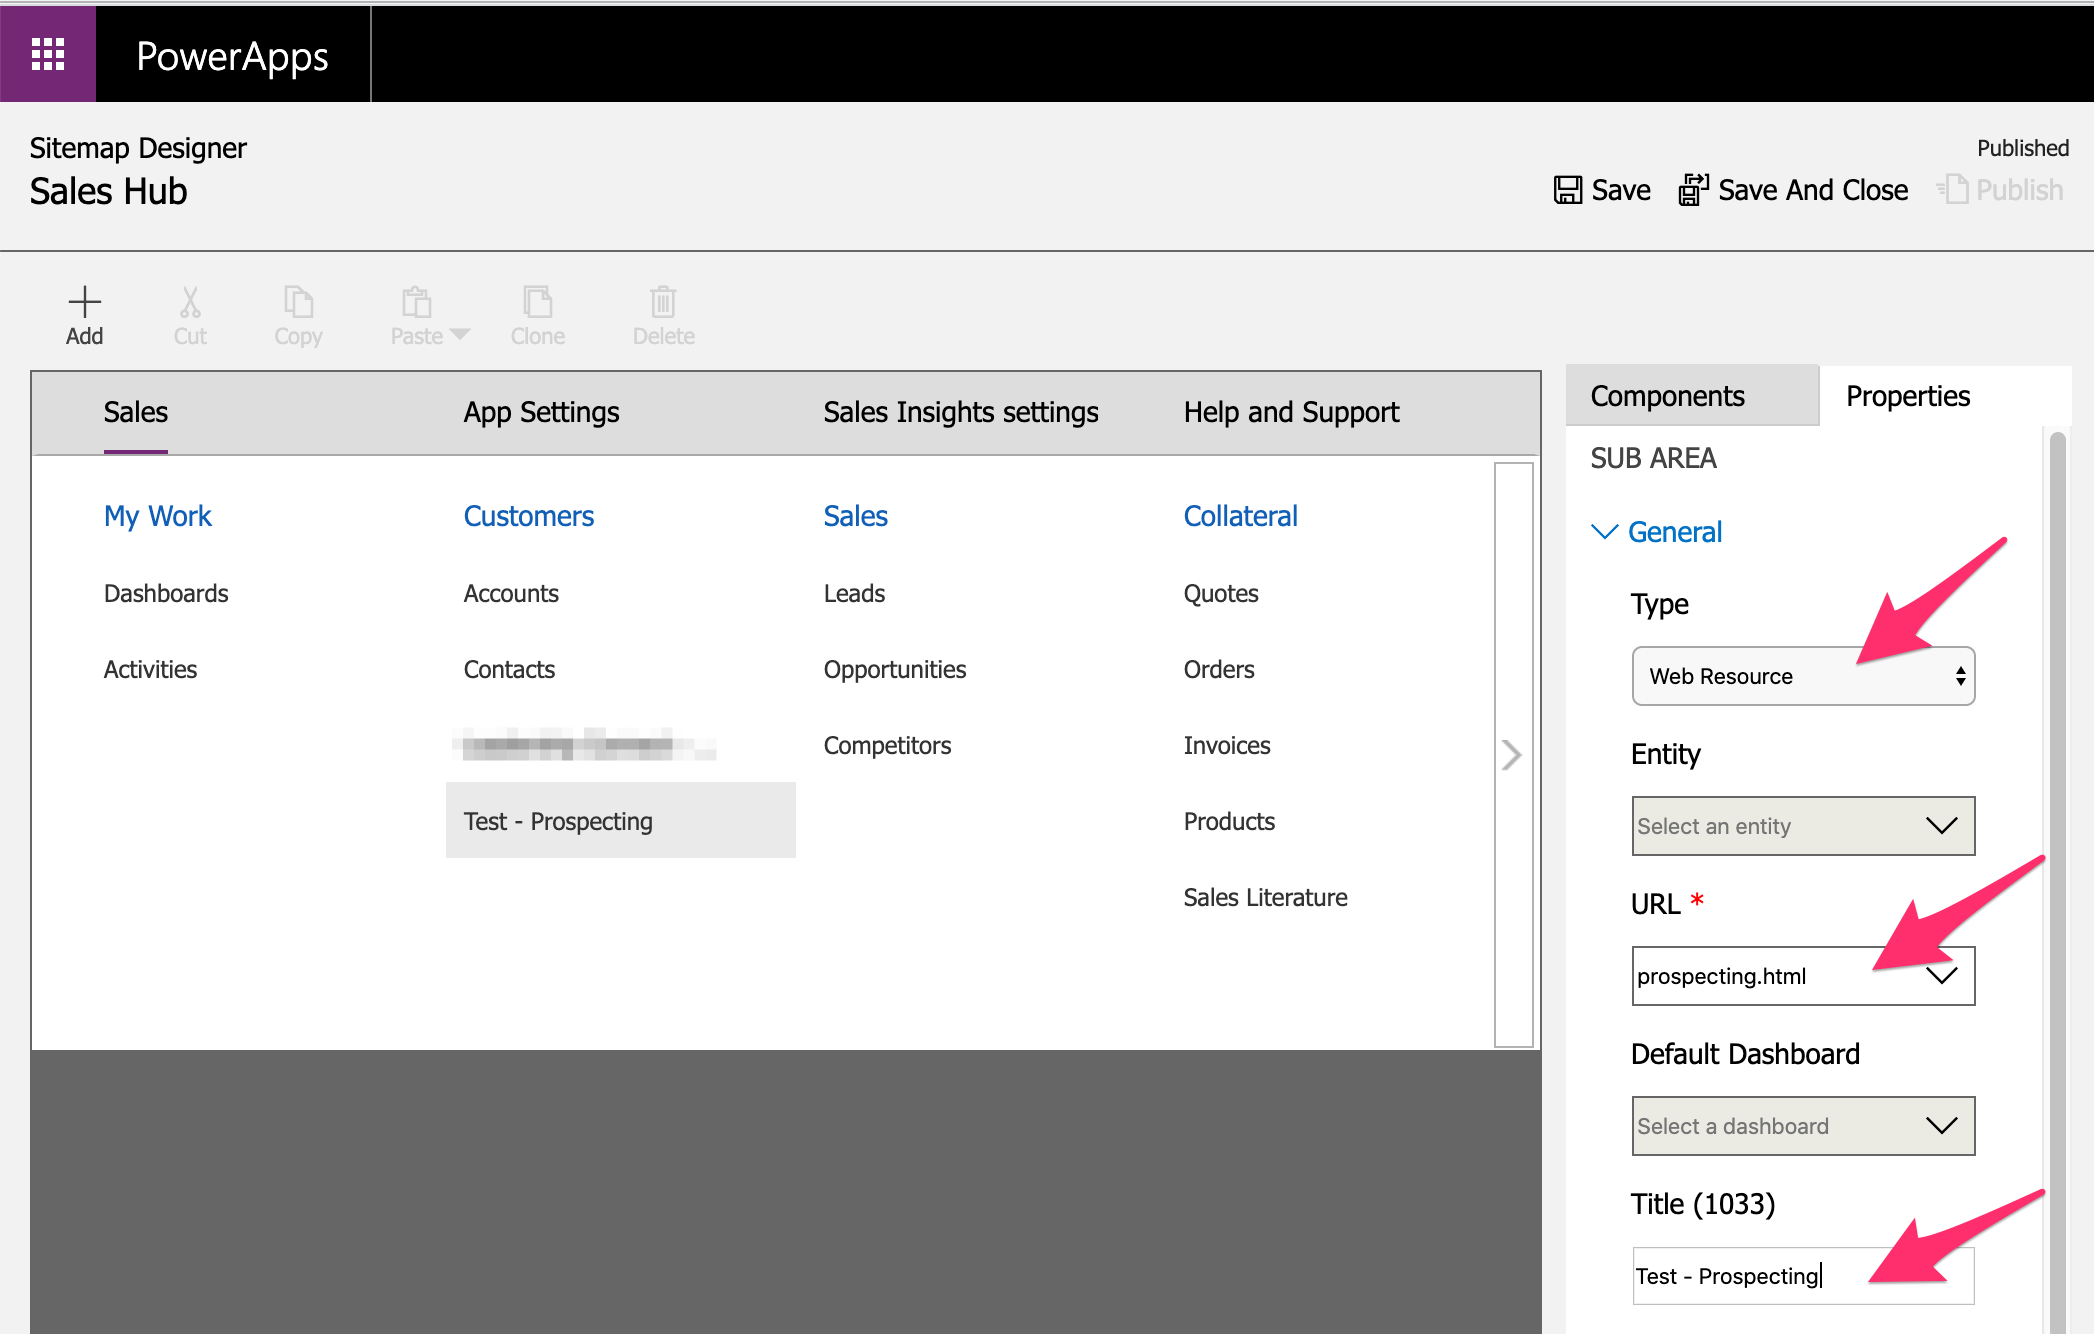 PowerApps
Sitemap Designer
Sales Hub
Published
Save
Save And Close
Publish
Add
Cut
Copy
Paste
Clone
Delete
Sales
App Settings
Sales Insights settings
Help and Support
My Work
Customers
Sales
Collateral
Dashboards
Accounts
Leads
Quotes
Activities
Contacts
Opportunities
Orders
Competitors
Invoices
Test - Prospecting
Products
Sales Literature
Components
Properties
SUB AREA
General
Type
Web Resource
Entity
Select an entity
URL *
prospecting.html
Default Dashboard
Select a dashboard
Title (1033)
Test - Prospecting